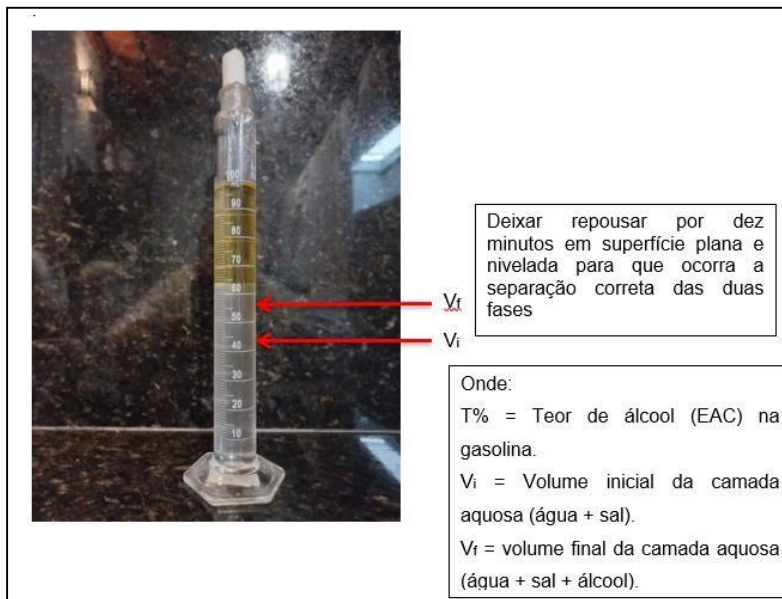 100
mL
90
80
70
60
50
40
30
20
10
Vf
Vi
Deixar repousar por dez
minutos em superfície plana e
nivelada para que ocorra a
separação correta das duas
fases
Onde:
T% = Teor de álcool (EAC) na
gasolina.
Vi = Volume inicial da camada
aquosa (água + sal).
Vf = volume final da camada aquosa
(água + sal + álcool).